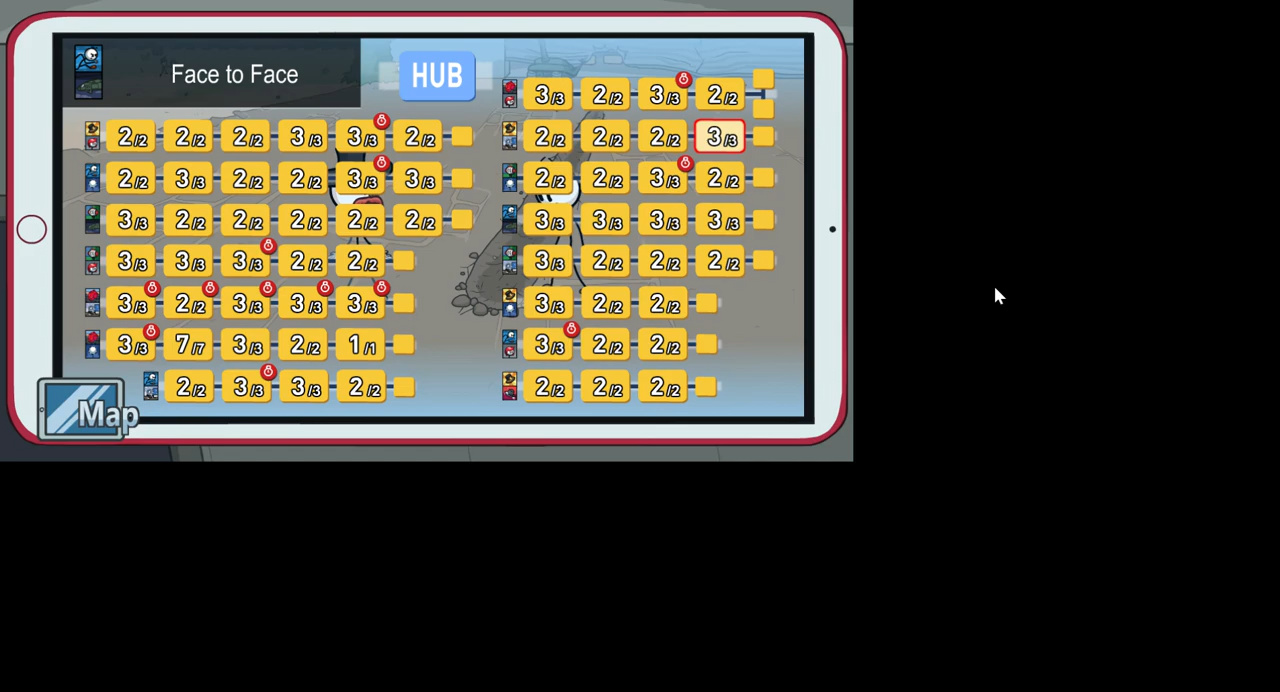 Face to Face
HUB
3/3 2/2 3/3 2/2
2/2 2/2 2/2 3/3 3/3 2/2
2/2 2/2 2/2 3/3
2/2 3/3 2/2 2/2 3/3 3/3
2/2 2/2 3/3 2/2
3/3 2/2 2/2 2/2 2/2 2/2
3/3 3/3 3/3 3/3
3/3 3/3 3/3 2/2 2/2
3/3 2/2 2/2 2/2
3/3 2/2 3/3 3/3 3/3
3/3 2/2 2/2
3/3 7/7 3/3 2/2 1/1
3/3 2/2 2/2
2/2 3/3 3/3 2/2
2/2 2/2 2/2
Map